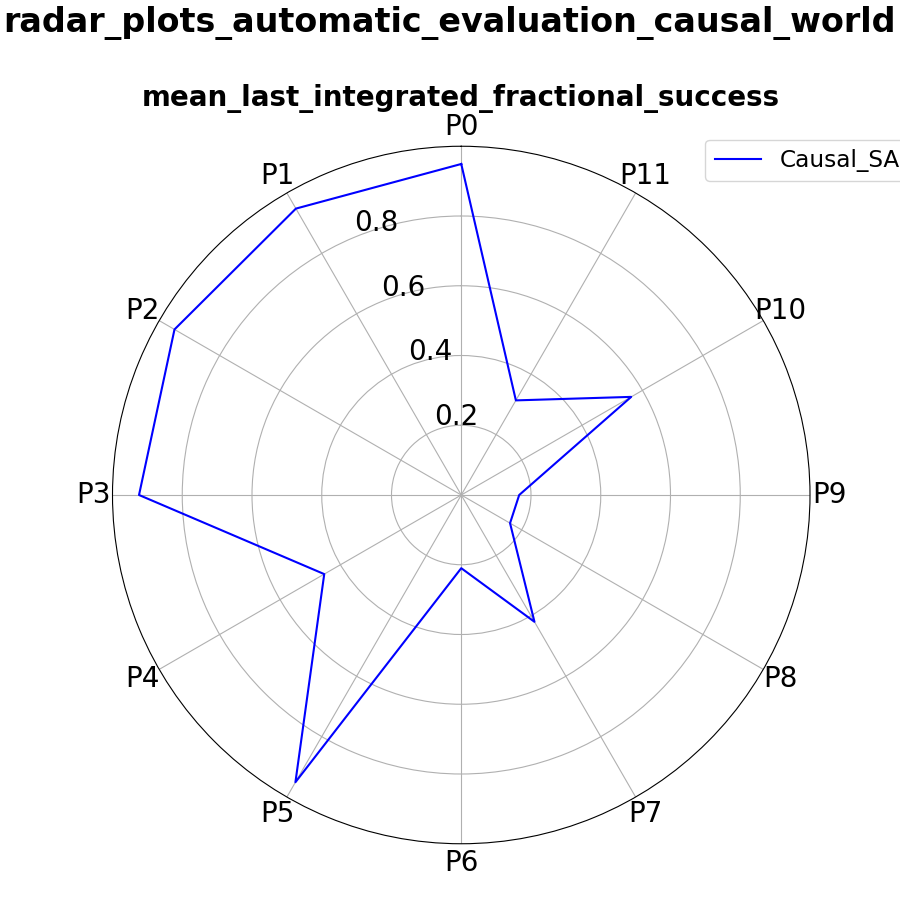 radar_plots_automatic_evaluation_causal_world
mean_last_integrated_fractional_success
P0
P1
P11
Causal_SA
0.8
0.6
P2
P10
0.4
0.2
P3
P9
P4
P8
P5
P7
P6